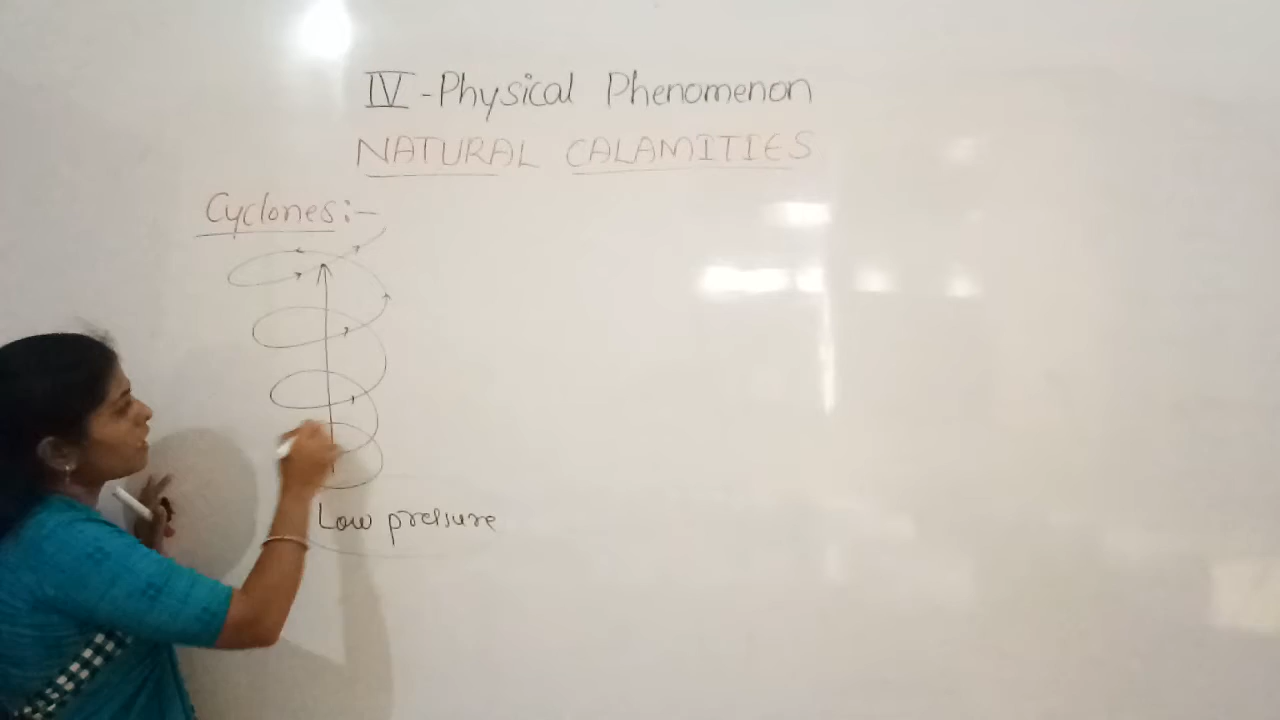 IV - Physical Phenomenon
NATURAL CALAMITIES
Cyclones:-
Low pressure